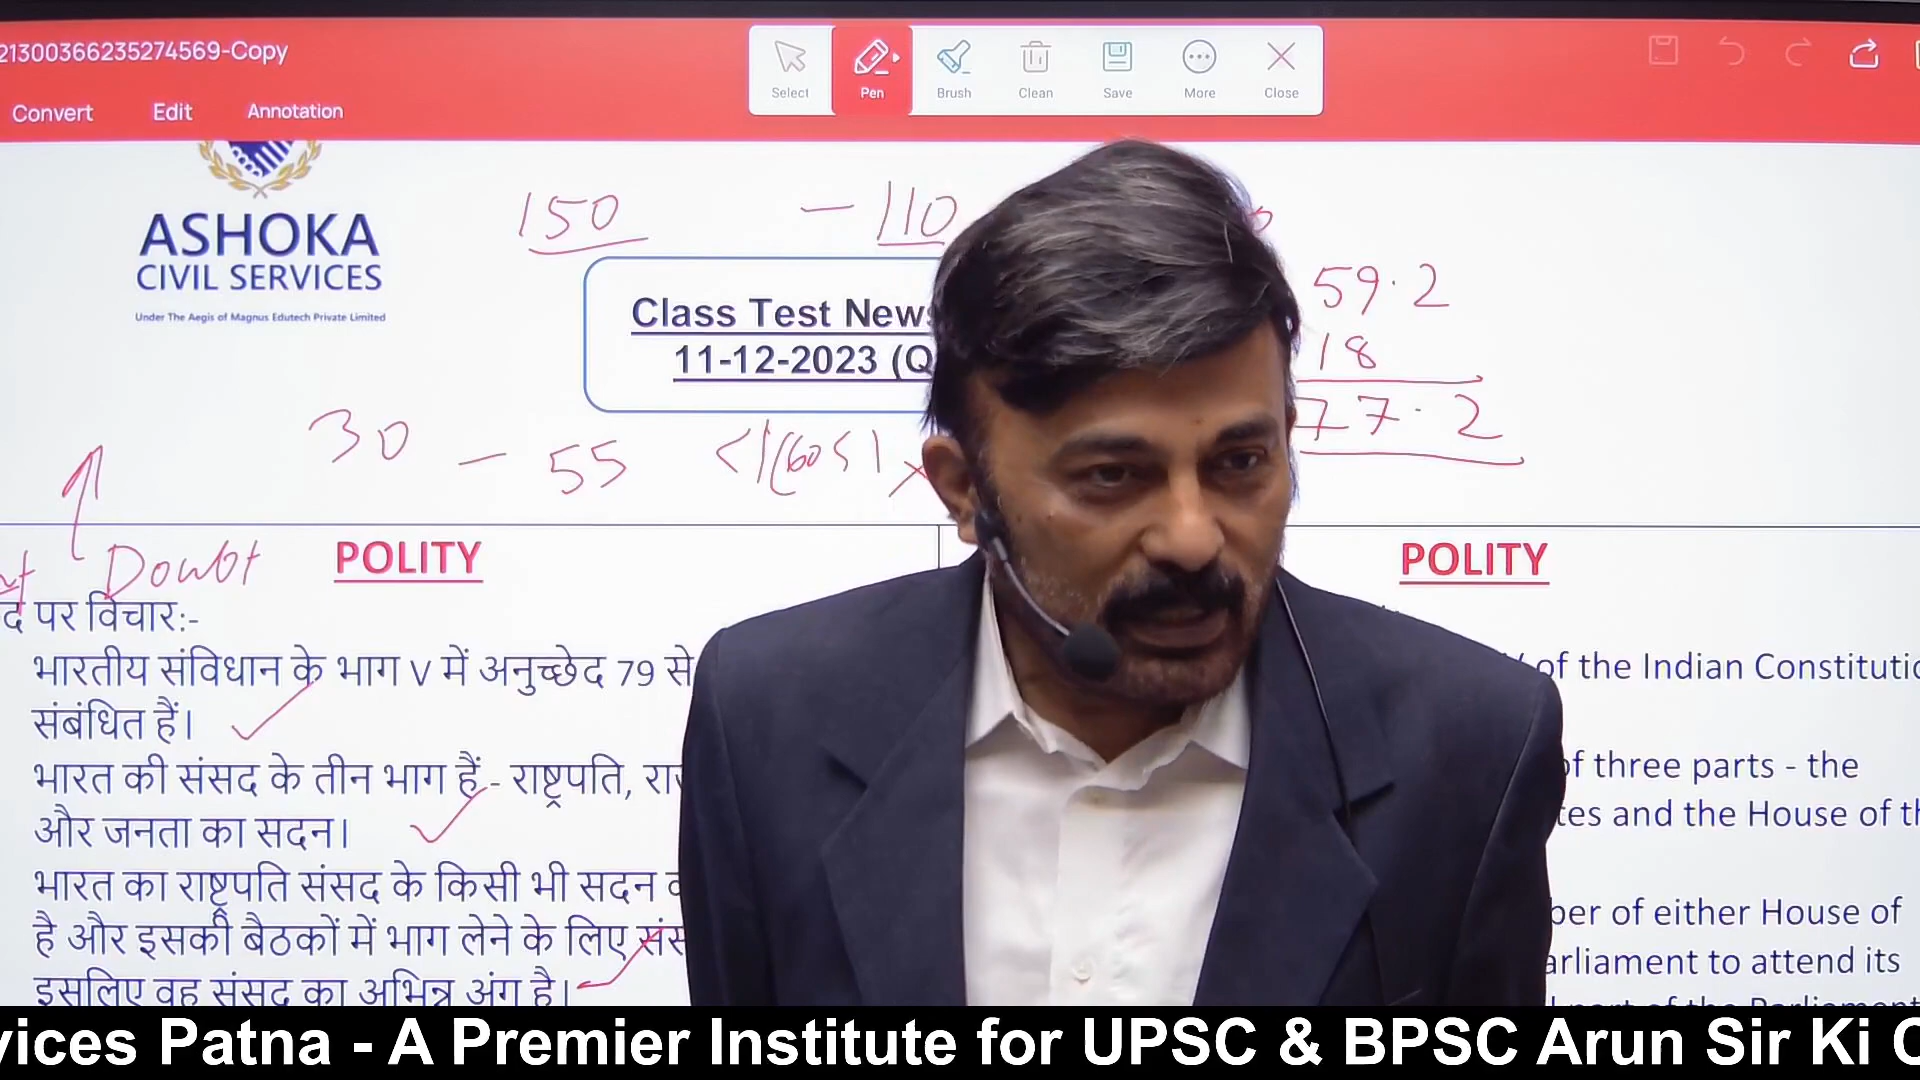 21300366235274569-Copy
Select Pen Brush Clean Save More Close
Convert Edit Annotation
150 - 110
ASHOKA
CIVIL SERVICES
Under The Aegis of Magnus Edutech Private Limited
Class Test News
11-12-2023 (Q
59.2
18
77.2
30 - 55
Doubt
POLITY
पर विचार:-
भारतीय संविधान के भाग V में अनुच्छेद 79 से
संबंधित हैं।
भारत की संसद के तीन भाग हैं - राष्ट्रपति,
और जनता का सदन।
भारत का राष्ट्रपति संसद के किसी भी सदन
है और इसकी बैठकों में भाग लेने के लिए
इसलिए वह संसद का अभिन्न अंग है।
POLITY
of the Indian Constitutio
of three parts - the
tes and the House of th
ber of either House of
arliament to attend its
vices Patna - A Premier Institute for UPSC & BPSC Arun Sir Ki C